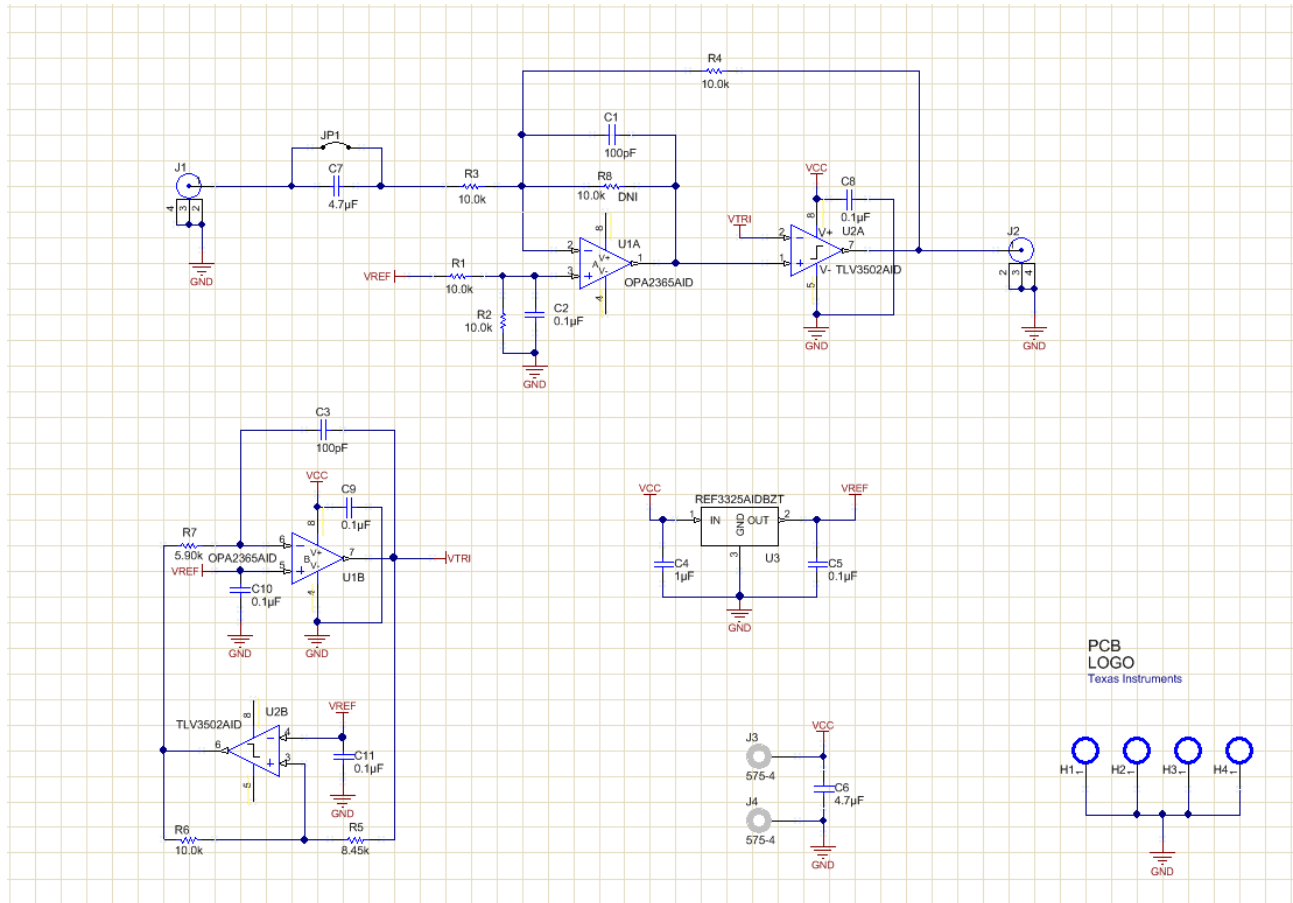 R4
10.0k
C1
100pF
JP1
J1
1
C7
4.7µF
4 3 2
GND
R3
10.0k
R8
10.0k DNI
VCC
C8
0.1µF
8
U2A
V+
VTRI
2
1
7
V-
TLV3502AID
5
GND
J2
1
2 3 4
GND
8
U1A
2
V+
A
V-
1
3
4
OPA2365AID
VREF
R1
10.0k
R2
10.0k
C2
0.1µF
GND
C3
100pF
VCC
C9
0.1µF
8
R7
5.90k
OPA2365AID
6
V+
B
V-
7
VTRI
VREF
5
U1B
4
C10
0.1µF
GND
GND
VCC
REF3325AIDBZT
VREF
1
IN
GND
OUT
2
3
U3
C4
1µF
C5
0.1µF
GND
PCB
LOGO
Texas Instruments
TLV3502AID
8
U2B
VREF
6
4
3
5
C11
0.1µF
GND
R6
10.0k
R5
8.45k
VCC
J3
575-4
C6
4.7µF
J4
575-4
GND
H1 1
H2 1
H3 1
H4 1
GND